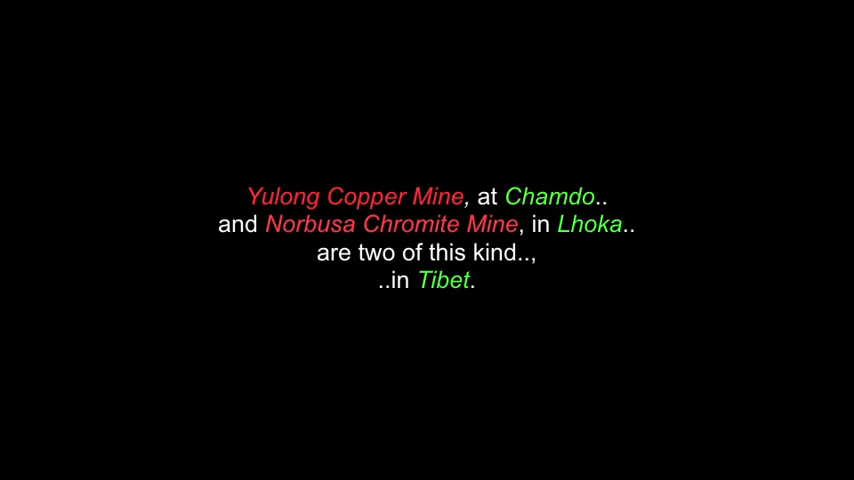 Yulong Copper Mine, at Chamdo..
and Norbusa Chromite Mine, in Lhoka..
are two of this kind..,
..in Tibet.